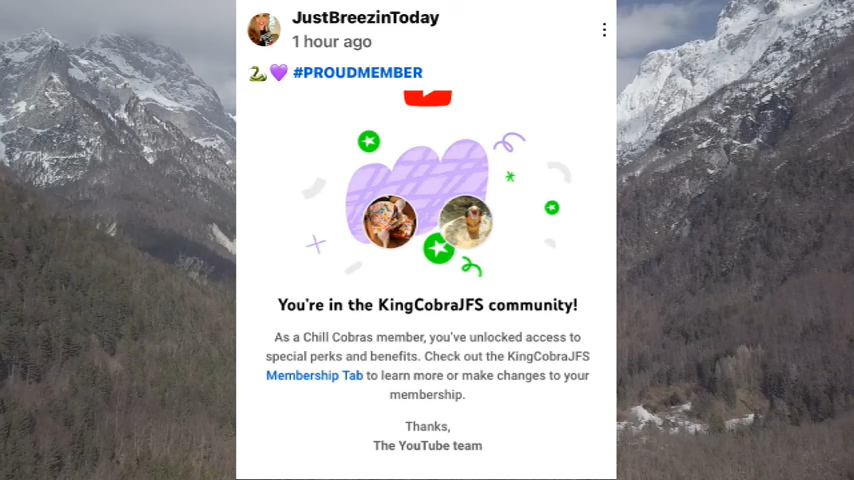 JustBreezinToday
1 hour ago
🐍💜 #PROUDMEMBER
You're in the KingCobraJFS community!
As a Chill Cobras member, you've unlocked access to
special perks and benefits. Check out the KingCobraJFS
Membership Tab to learn more or make changes to your
membership.
Thanks,
The YouTube team